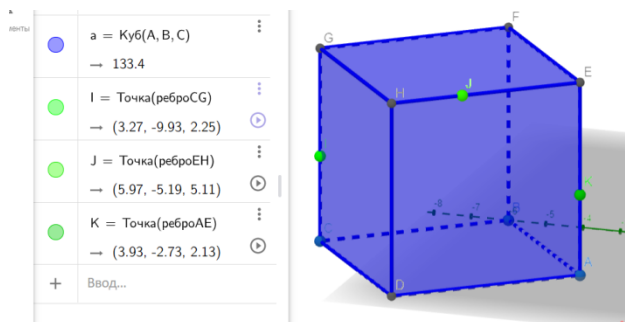 енты
a = Куб(A, B, C)
→ 133.4
I = Точка(реброCG)
→ (3.27, -9.93, 2.25)
J = Точка(реброEH)
→ (5.97, -5.19, 5.11)
K = Точка(реброAE)
→ (3.93, -2.73, 2.13)
+ Ввод...
F
G
E
J
H
K
-8
-7
B
-5
-4
C
A
D